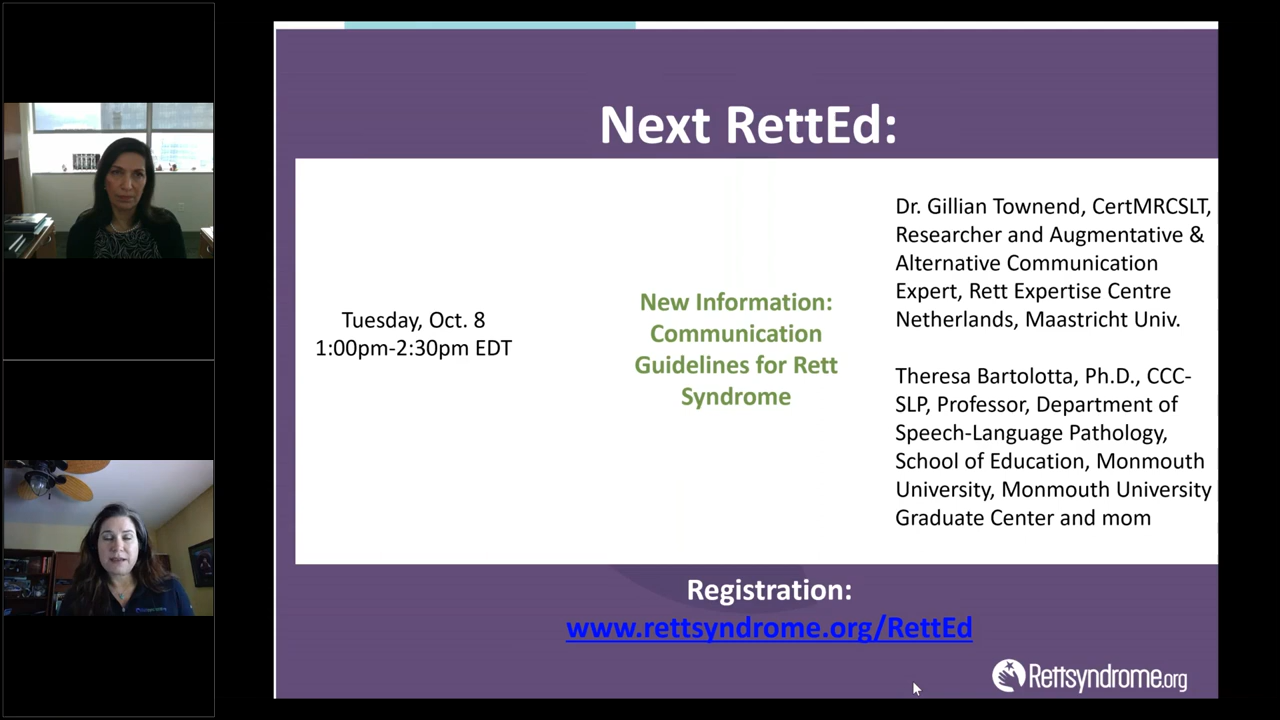 Next RettEd:
Tuesday, Oct. 8
1:00pm-2:30pm EDT
New Information:
Communication
Guidelines for Rett
Syndrome
Dr. Gillian Townend, CertMRCSLT,
Researcher and Augmentative &
Alternative Communication
Expert, Rett Expertise Centre
Netherlands, Maastricht Univ.
Theresa Bartolotta, Ph.D., CCC-
SLP, Professor, Department of
Speech-Language Pathology,
School of Education, Monmouth
University, Monmouth University
Graduate Center and mom
Registration:
www.rettsyndrome.org/RettEd
Rettsyndrome.org